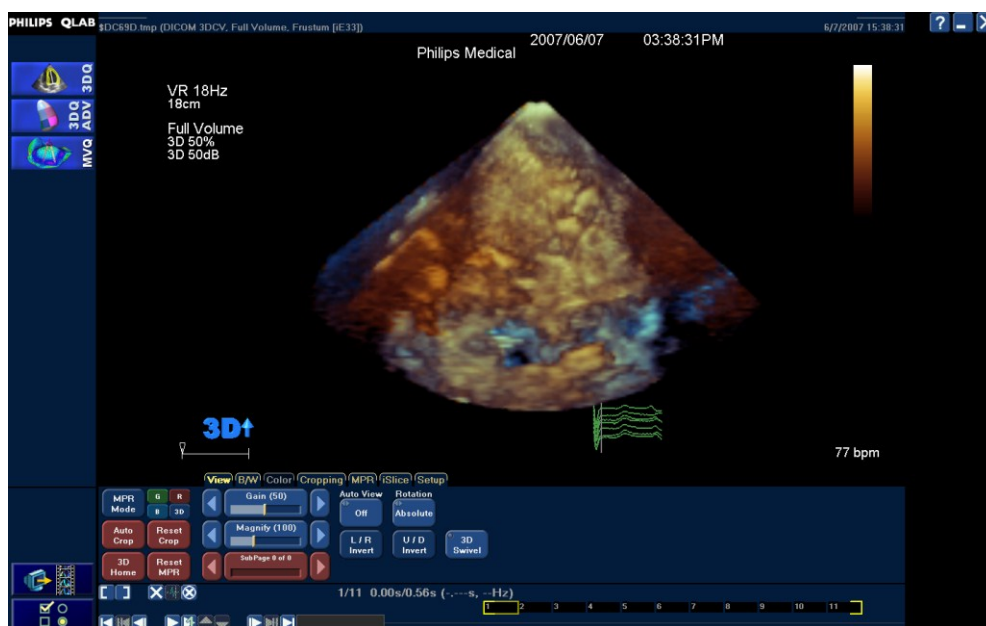 PHILIPS QLAB $DC69D.tmp (DICOM 3DCV, Full Volume, Frustum [iE33]) 6/7/2007 15:38:31 ?
Philips Medical 2007/06/07 03:38:31PM
3DQ
3DQ ADV
MVQ
VR 18Hz
18cm
Full Volume
3D 50%
3D 50dB
3D
77 bpm
View B/W Color Cropping MPR iSlice Setup
MPR Mode G R B 3D Gain (50) Auto View Off Rotation Absolute
Auto Crop Reset Crop Magnify (100) L / R Invert U / D Invert 3D Swivel
3D Home Reset MPR SubPage 0 of 0
1/11 0.00s/0.56s (-.---s, --Hz)
1 2 3 4 5 6 7 8 9 10 11